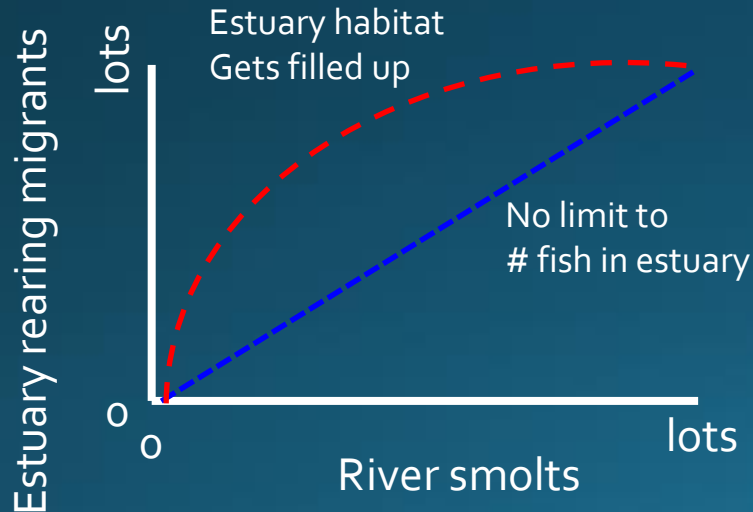 Estuary habitat
Gets filled up
lots
Estuary rearing migrants
No limit to
# fish in estuary
0
0
lots
River smolts